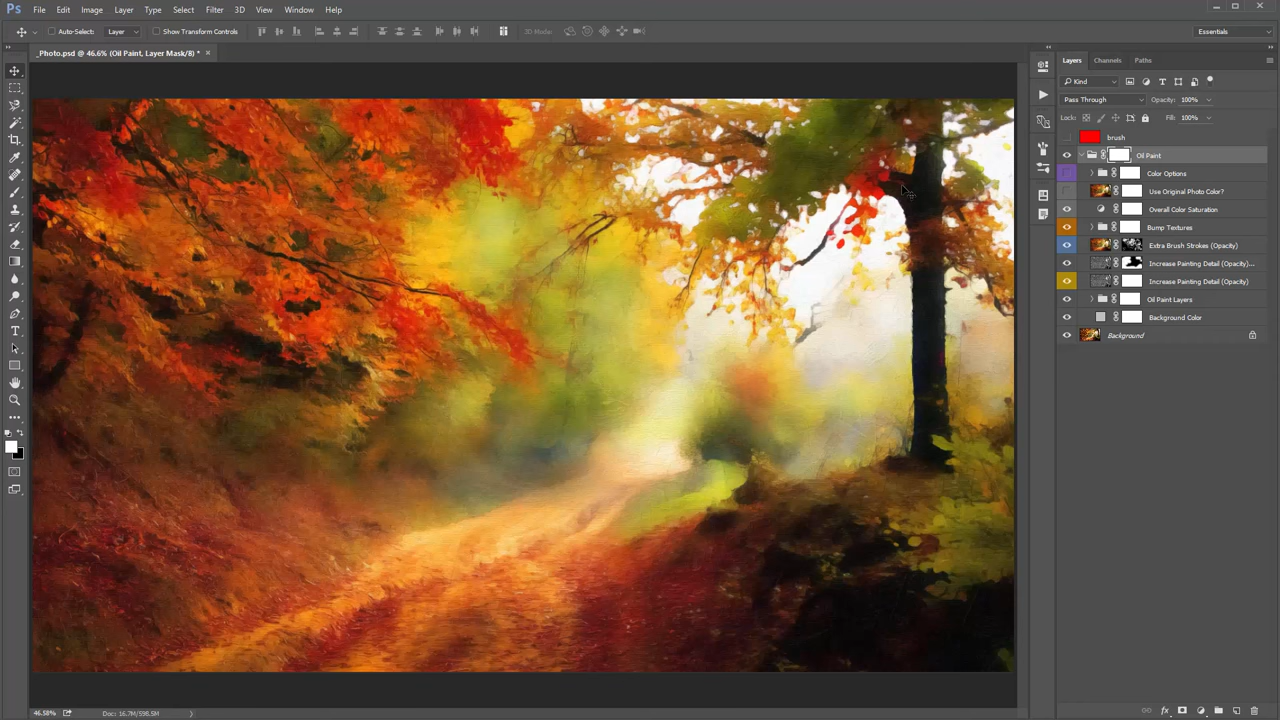 Ps File Edit Image Layer Type Select Filter 3D View Window Help
Auto-Select: Layer Show Transform Controls 3D Mode: Essentials
_Photo.psd @ 46.6% (Oil Paint, Layer Mask/8) * ×
Layers Channels Paths
Kind
Pass Through Opacity: 100%
Lock: Fill: 100%
brush
Oil Paint
Color Options
Use Original Photo Color?
Overall Color Saturation
Bump Textures
Extra Brush Strokes (Opacity)
Increase Painting Detail (Opacity)...
Increase Painting Detail (Opacity)
Oil Paint Layers
Background Color
Background
46.58% Doc: 16.7M/598.5M